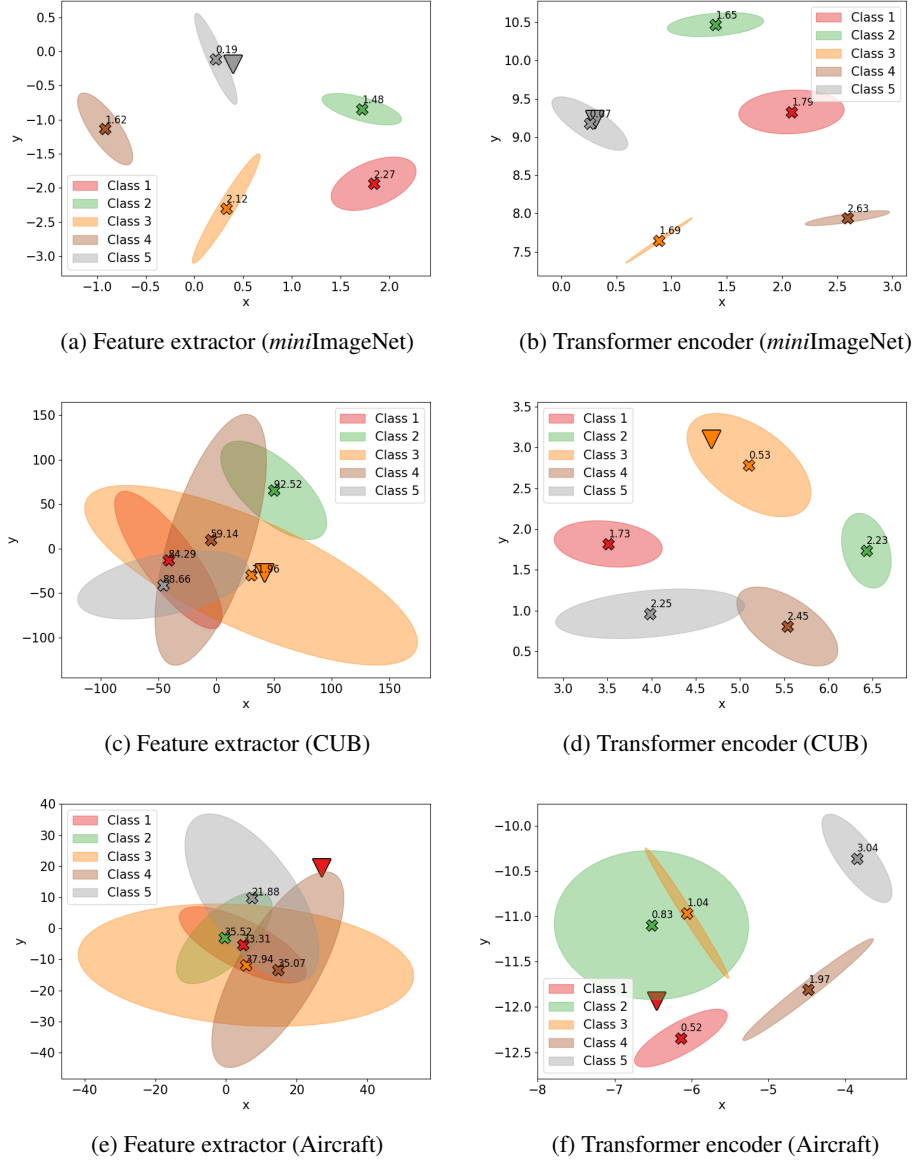 0.5
0.0
−0.5
−1.0
−1.5
−2.0
−2.5
−3.0
y
0.19
1.48
1.62
2.27
2.12
Class 1
Class 2
Class 3
Class 4
Class 5
−1.0
−0.5
0.0
0.5
1.0
1.5
2.0
x
(a) Feature extractor (miniImageNet)
10.5
10.0
9.5
9.0
8.5
8.0
7.5
y
1.65
Class 1
Class 2
Class 3
Class 4
Class 5
0.07
1.79
2.63
1.69
0.0
0.5
1.0
1.5
2.0
2.5
3.0
x
(b) Transformer encoder (miniImageNet)
150
100
50
0
−50
−100
y
Class 1
Class 2
Class 3
Class 4
Class 5
92.52
59.14
84.29
11.96
88.66
−100
−50
0
50
100
150
x
(c) Feature extractor (CUB)
3.5
3.0
2.5
2.0
1.5
1.0
0.5
y
Class 1
Class 2
Class 3
Class 4
Class 5
0.53
1.73
2.23
2.25
2.45
3.0
3.5
4.0
4.5
5.0
5.5
6.0
6.5
x
(d) Transformer encoder (CUB)
40
30
20
10
0
−10
−20
−30
−40
y
Class 1
Class 2
Class 3
Class 4
Class 5
21.88
35.52
33.31
37.94
35.07
−40
−20
0
20
40
x
(e) Feature extractor (Aircraft)
−10.0
−10.5
−11.0
−11.5
−12.0
−12.5
y
3.04
1.04
0.83
1.97
0.52
Class 1
Class 2
Class 3
Class 4
Class 5
−8
−7
−6
−5
−4
x
(f) Transformer encoder (Aircraft)